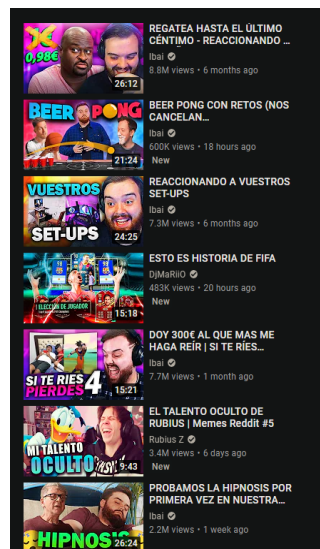 0,98€
26:12
REGATEA HASTA EL ÚLTIMO
CÉNTIMO - REACCIONANDO ...
Ibai
8.8M views • 6 months ago
BEER PONG
21:24
BEER PONG CON RETOS (NOS
CANCELAN...
Ibai
600K views • 18 hours ago
New
VUESTROS
SET-UPS
24:25
REACCIONANDO A VUESTROS
SET-UPS
Ibai
7.3M views • 6 months ago
ELECCIÓN DE JUGADOR
15:18
ESTO ES HISTORIA DE FIFA
DjMaRiiO
483K views • 20 hours ago
New
SI TE RIES
PIERDES 4
15:21
DOY 300€ AL QUE MAS ME
HAGA REÍR | SI TE RÍES...
Ibai
7.7M views • 1 month ago
MI TALENTO
OCULTO
9:43
EL TALENTO OCULTO DE
RUBIUS | Memes Reddit #5
Rubius Z
3.4M views • 6 days ago
New
HIPNOSIS
26:24
PROBAMOS LA HIPNOSIS POR
PRIMERA VEZ EN NUESTRA...
Ibai
2.2M views • 1 week ago